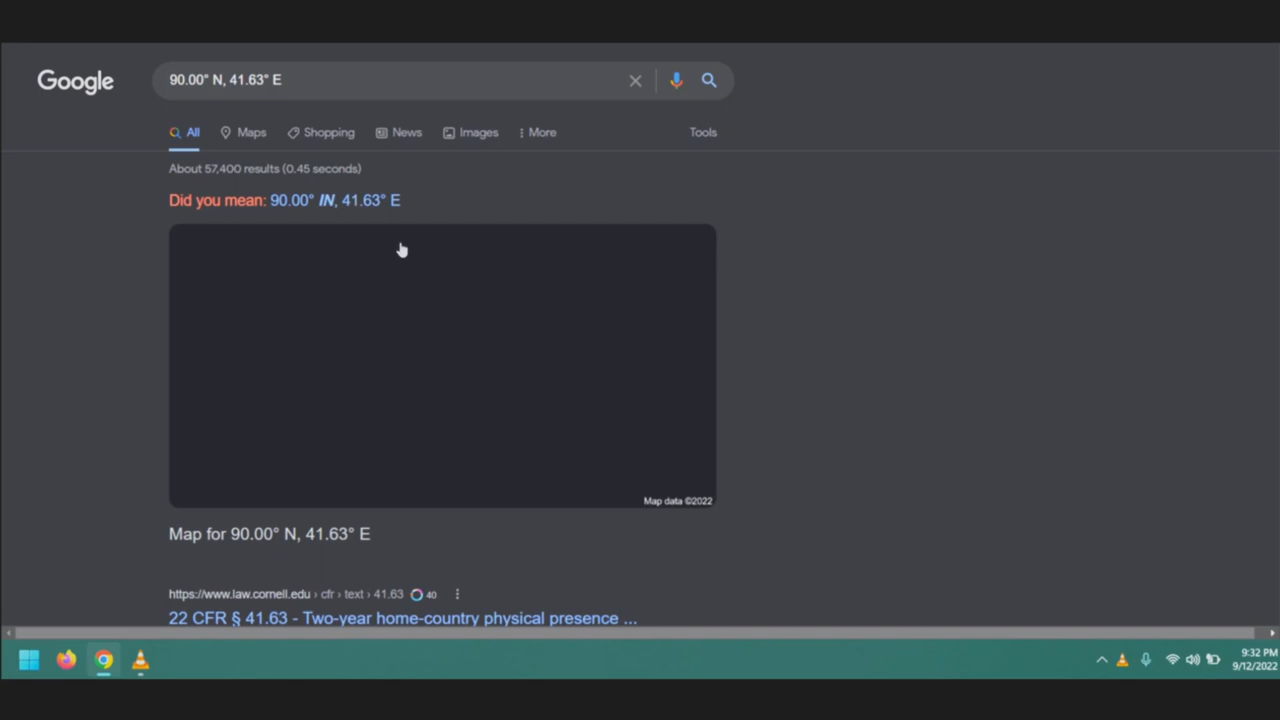 Google
90.00° N, 41.63° E
All Maps Shopping News Images More Tools
About 57,400 results (0.45 seconds)
Did you mean: 90.00° IN, 41.63° E
Map data ©2022
Map for 90.00° N, 41.63° E
https://www.law.cornell.edu › cfr › text › 41.63 40
22 CFR § 41.63 - Two-year home-country physical presence ...
9:32 PM
9/12/2022